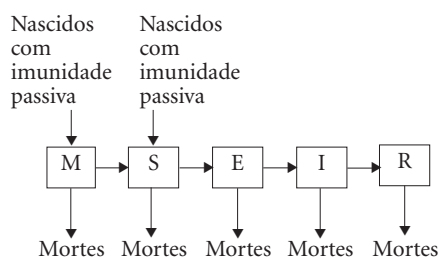 Nascidos
com
imunidade
passiva
Nascidos
com
imunidade
passiva
M S E I R
Mortes Mortes Mortes Mortes Mortes